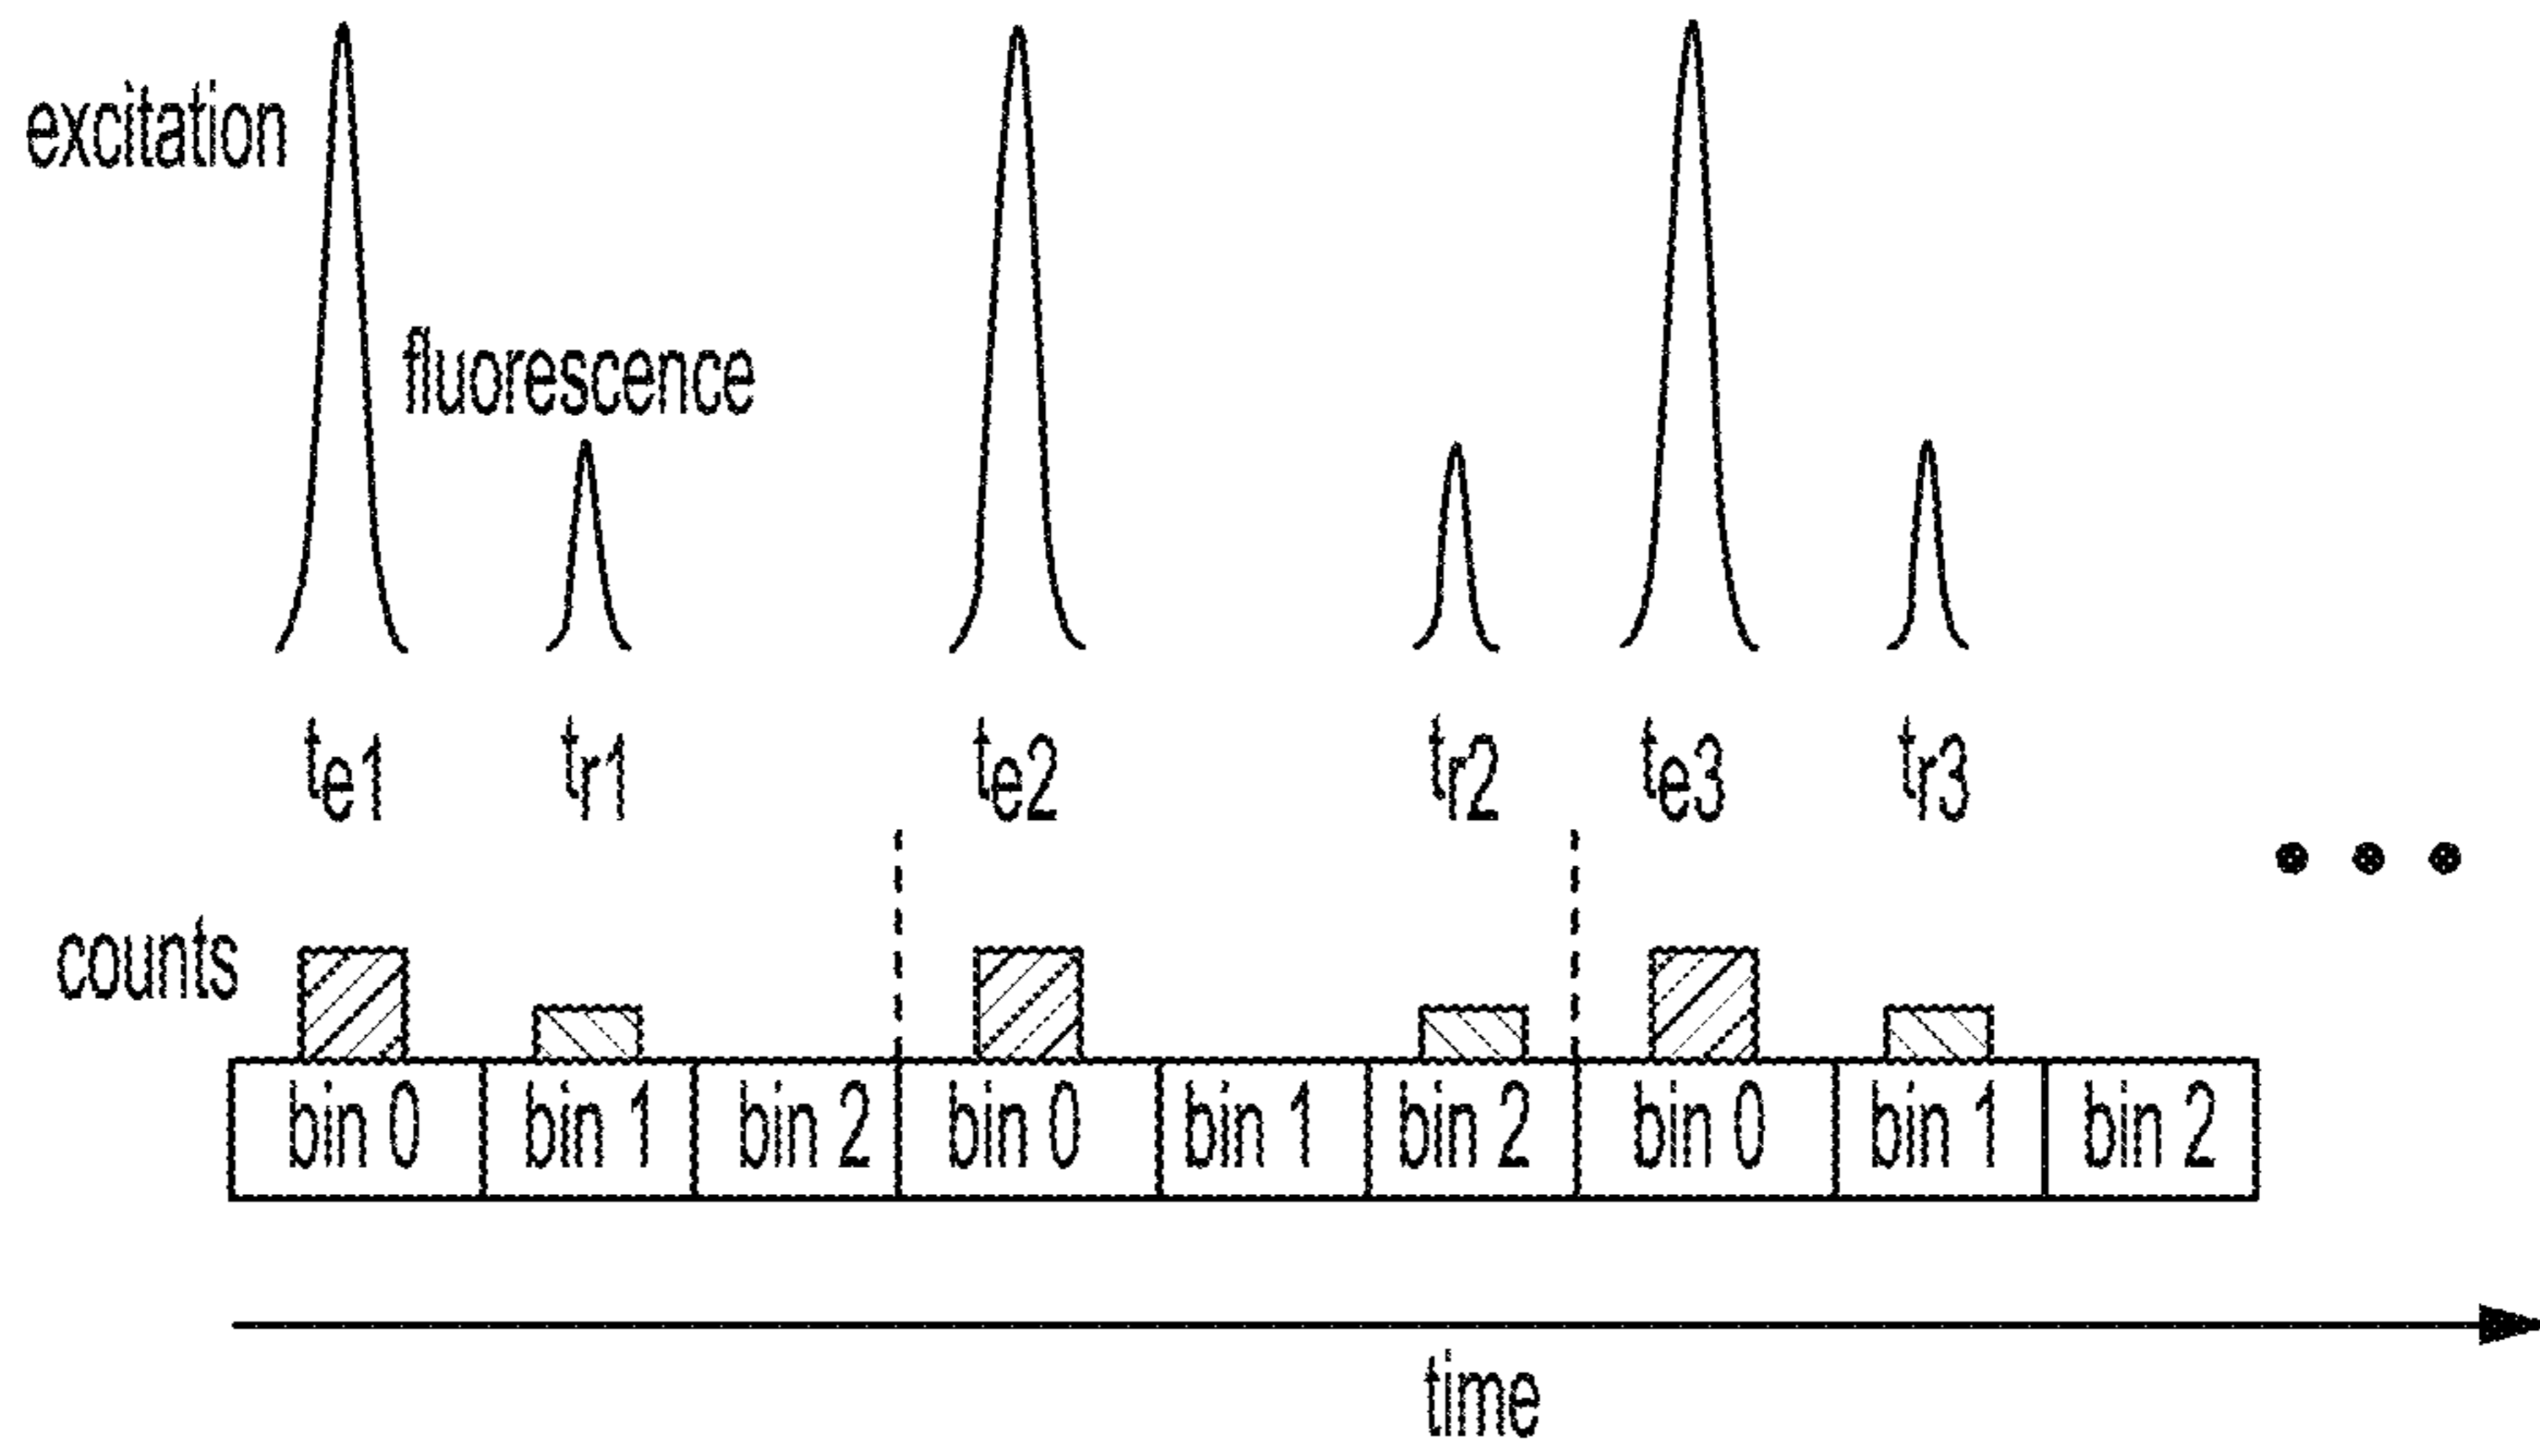 excitation
fluorescence
te1 tr1 te2 tr2 te3 tr3
counts
bin 0 bin 1 bin 2 bin 0 bin 1 bin 2 bin 0 bin 1 bin 2
time